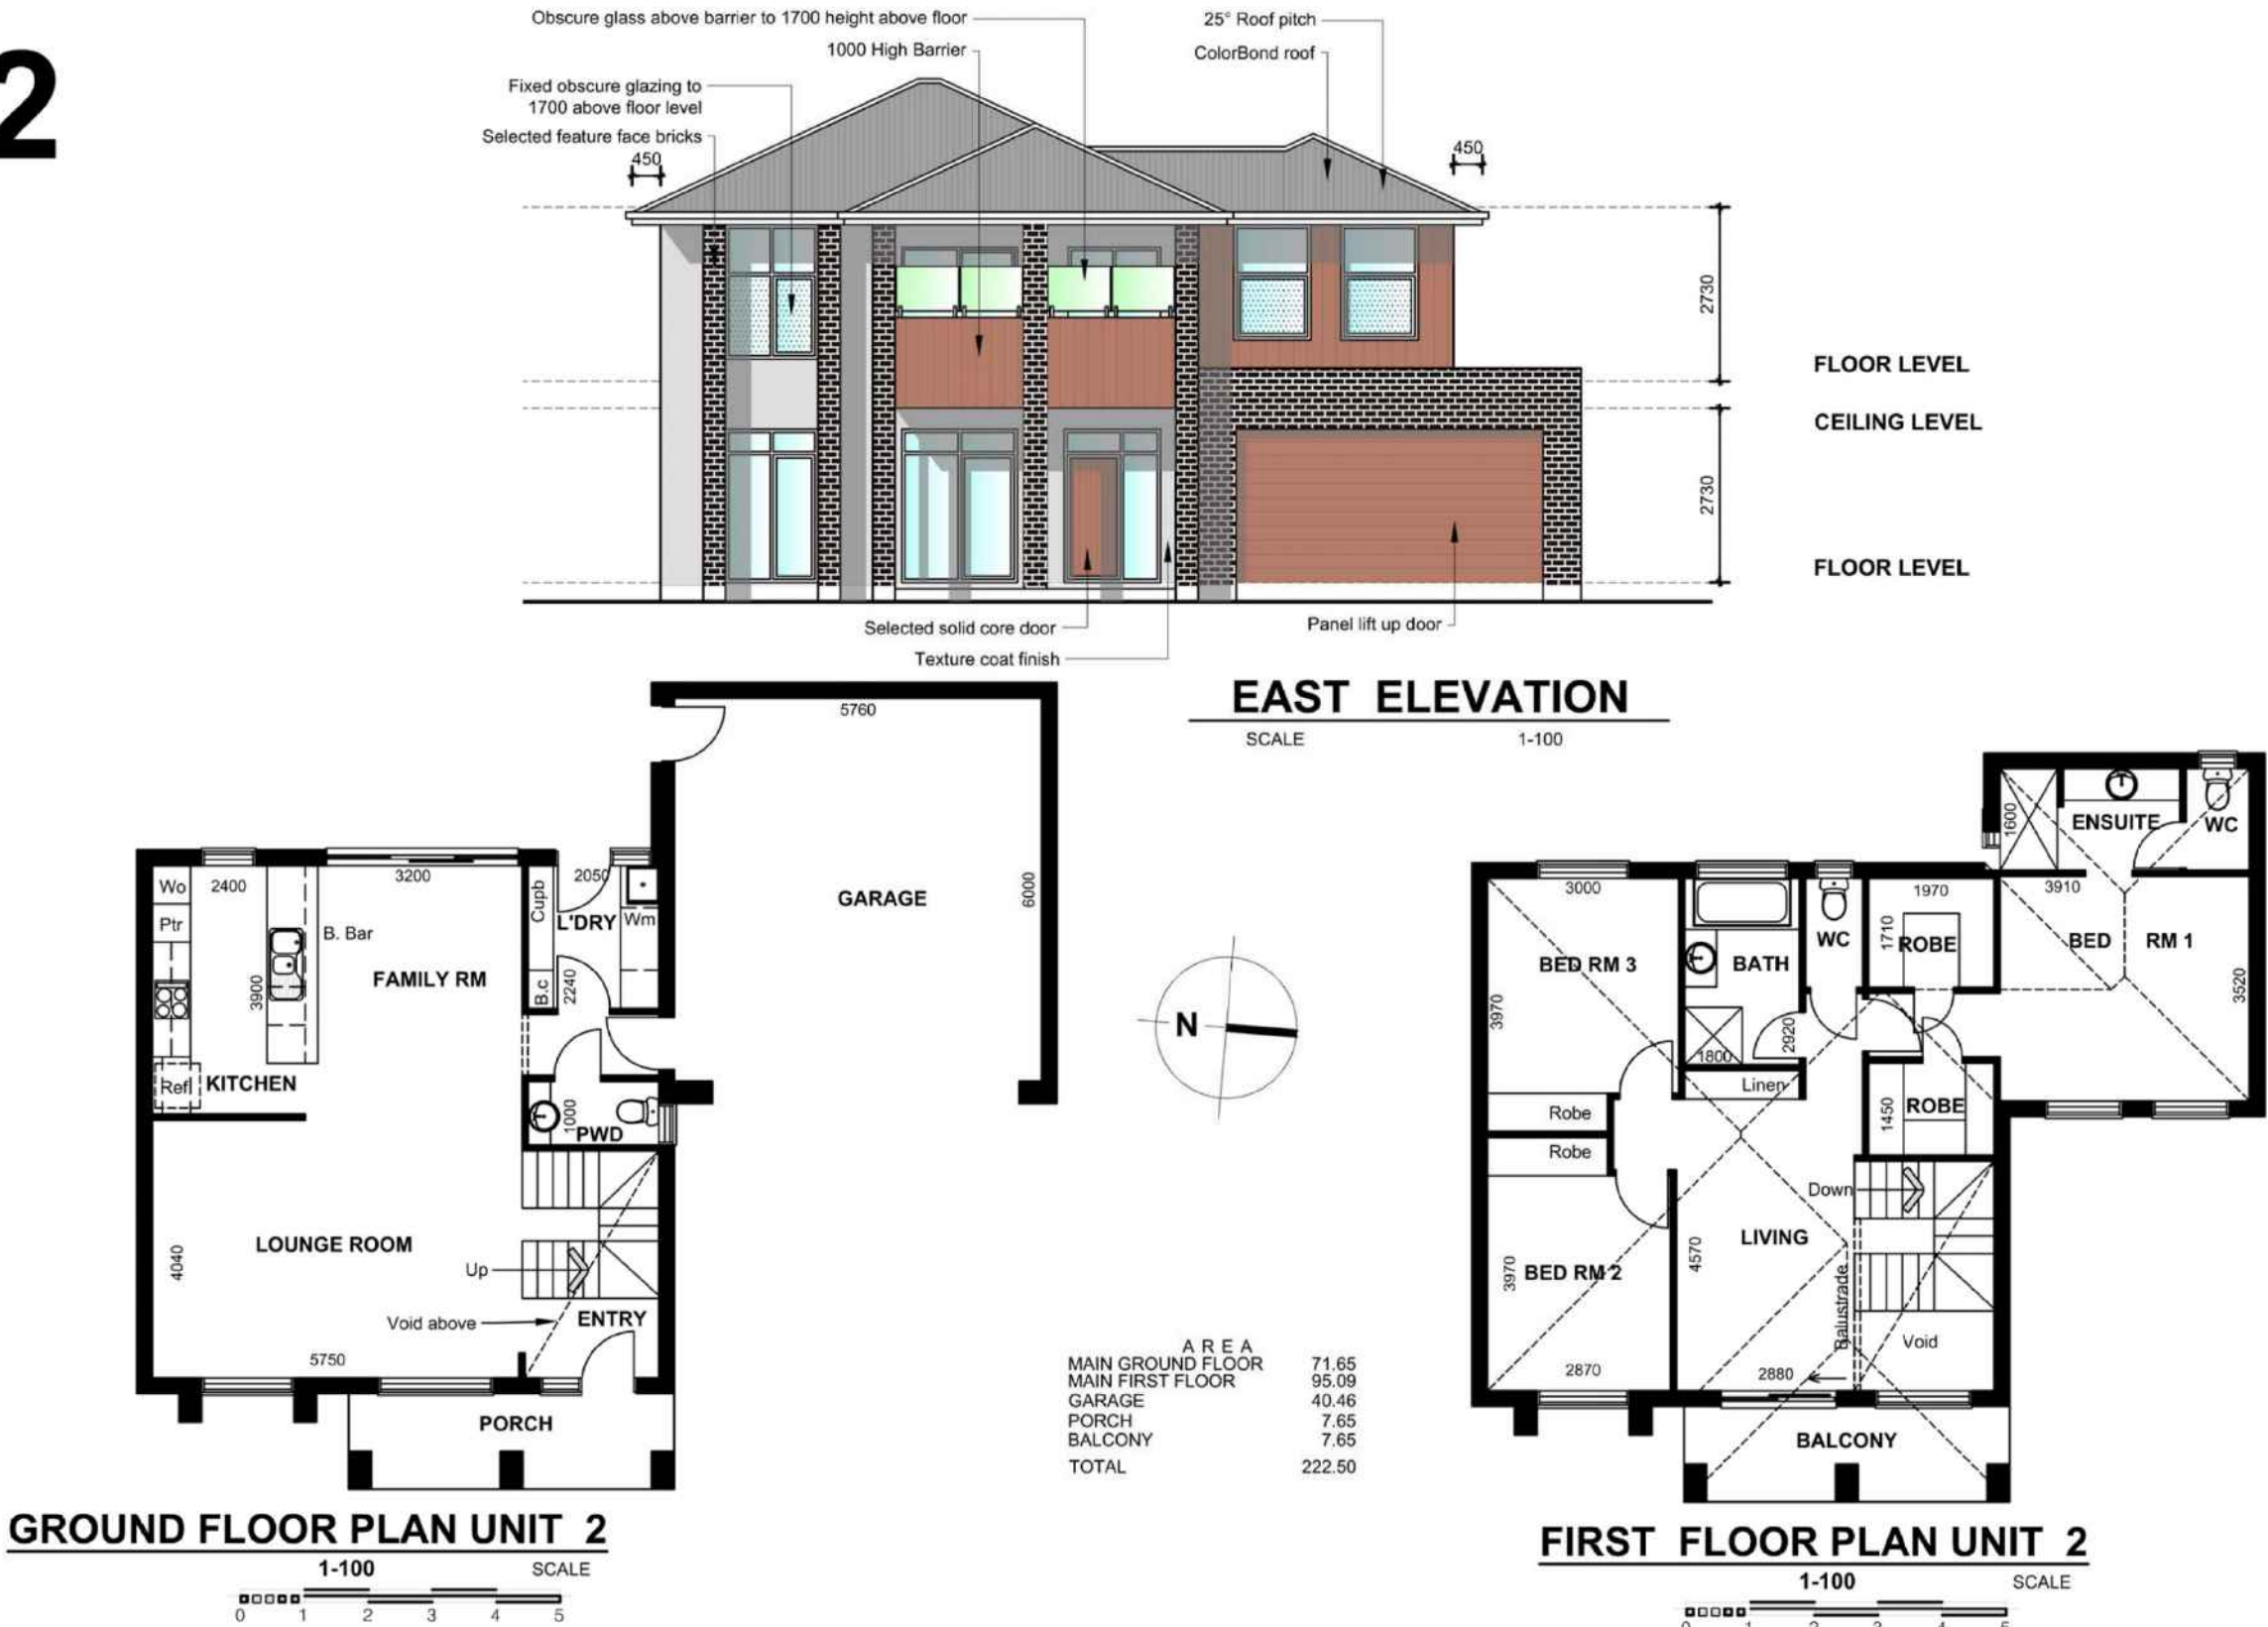 2
Obscure glass above barrier to 1700 height above floor
1000 High Barrier
25° Roof pitch
ColorBond roof
Fixed obscure glazing to
1700 above floor level
Selected feature face bricks
450
450
2730
2730
FLOOR LEVEL
CEILING LEVEL
FLOOR LEVEL
Selected solid core door
Texture coat finish
Panel lift up door
EAST ELEVATION
SCALE 1-100
5760
6000
GARAGE
Wo
2400
3200
2050
Cupb
Ptr
L'DRY
Wm
B. Bar
FAMILY RM
3900
B.c
2240
Refl
KITCHEN
1000
PWD
LOUNGE ROOM
4040
Up
Void above
ENTRY
5750
PORCH
GROUND FLOOR PLAN UNIT 2
1-100 SCALE
0 1 2 3 4 5
N
AREA
MAIN GROUND FLOOR 71.65
MAIN FIRST FLOOR 95.09
GARAGE 40.46
PORCH 7.65
BALCONY 7.65
TOTAL 222.50
1600
ENSUITE
WC
3000
1970
3910
BED RM 3
BATH
WC
1710
ROBE
BED RM 1
3970
3520
2920
1800
Linen
Robe
1450
ROBE
Robe
Down
LIVING
4570
3970
BED RM 2
Balustrade
Void
2870
2880
BALCONY
FIRST FLOOR PLAN UNIT 2
1-100 SCALE
0 1 2 3 4 5